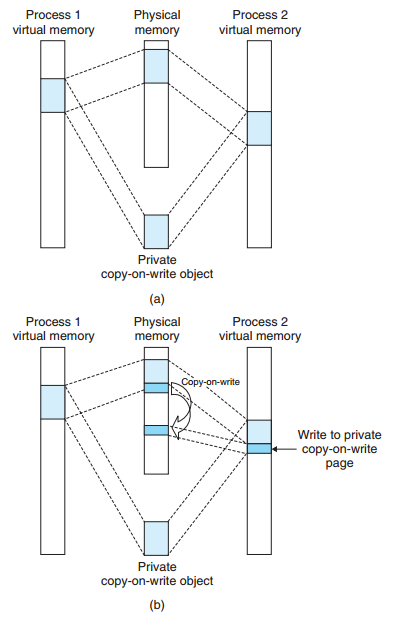 Process 1
virtual memory
Physical
memory
Process 2
virtual memory
Private
copy-on-write object
(a)
Process 1
virtual memory
Physical
memory
Process 2
virtual memory
Copy-on-write
Write to private
copy-on-write
page
Private
copy-on-write object
(b)